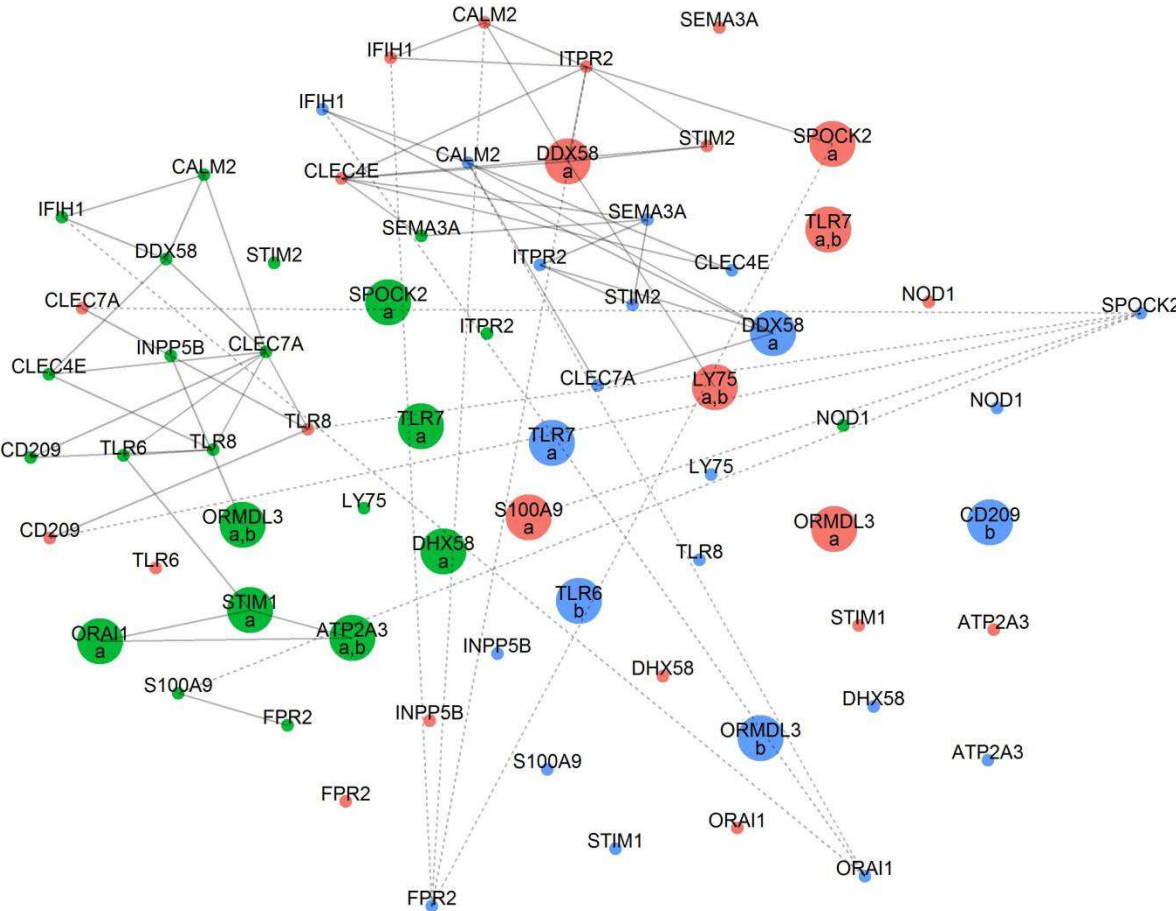 CALM2
SEMA3A
IFIH1
ITPR2
IFIH1
STIM2
SPOCK2
a
DDX58
a
CALM2
CALM2
CLEC4E
IFIH1
SEMA3A
SEMA3A
TLR7
a,b
DDX58
STIM2
ITPR2
CLEC4E
CLEC7A
SPOCK2
a
STIM2
NOD1
SPOCK2
ITPR2
DDX58
a
INPP5B
CLEC7A
CLEC4E
CLEC7A
LY75
a,b
NOD1
TLR8
TLR7
a
NOD1
TLR7
a
CD209
TLR6
TLR8
LY75
LY75
ORMDL3
a,b
S100A9
a
ORMDL3
a
CD209
b
CD209
DHX58
a
TLR8
TLR6
STIM1
a
TLR6
b
ORAI1
a
ATP2A3
a,b
STIM1
ATP2A3
INPP5B
DHX58
S100A9
DHX58
FPR2
INPP5B
ORMDL3
b
S100A9
ATP2A3
FPR2
ORAI1
STIM1
ORAI1
FPR2